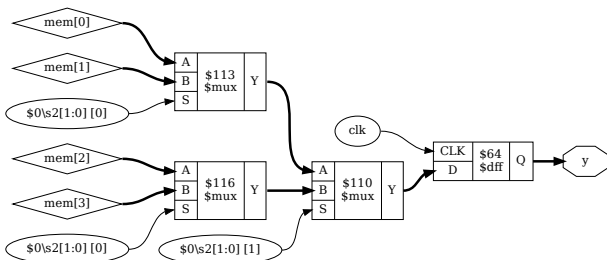 mem[0]
mem[1]
$0\s2[1:0] [0]
A
B
S
$113
$mux
Y
mem[2]
mem[3]
$0\s2[1:0] [0]
A
B
S
$116
$mux
Y
$0\s2[1:0] [1]
A
B
S
$110
$mux
Y
clk
CLK
D
$64
$dff
Q
y